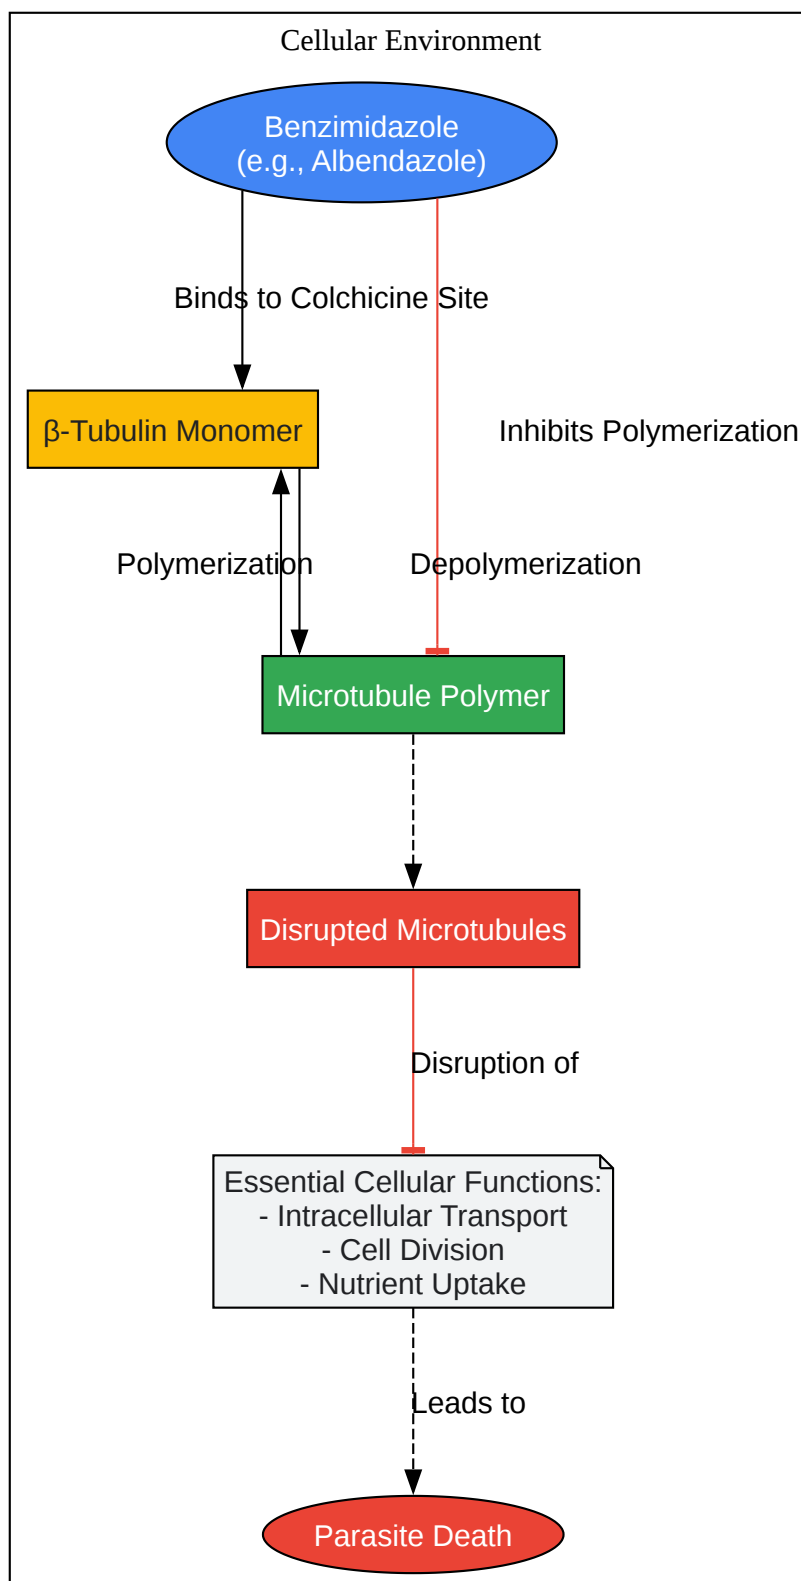 Cellular Environment
Benzimidazole
(e.g., Albendazole)
Binds to Colchicine Site
β-Tubulin Monomer
Inhibits Polymerization
Polymerization
Depolymerization
Microtubule Polymer
Disrupted Microtubules
Disruption of
Essential Cellular Functions:
- Intracellular Transport
- Cell Division
- Nutrient Uptake
Leads to
Parasite Death